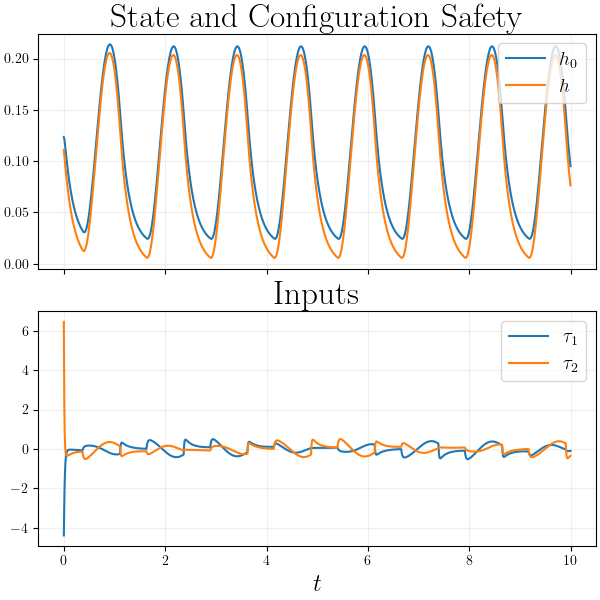 State and Configuration Safety
0.20
0.15
0.10
0.05
0.00
h₀
h
Inputs
6
4
2
0
−2
−4
τ₁
τ₂
0 2 4 6 8 10
t